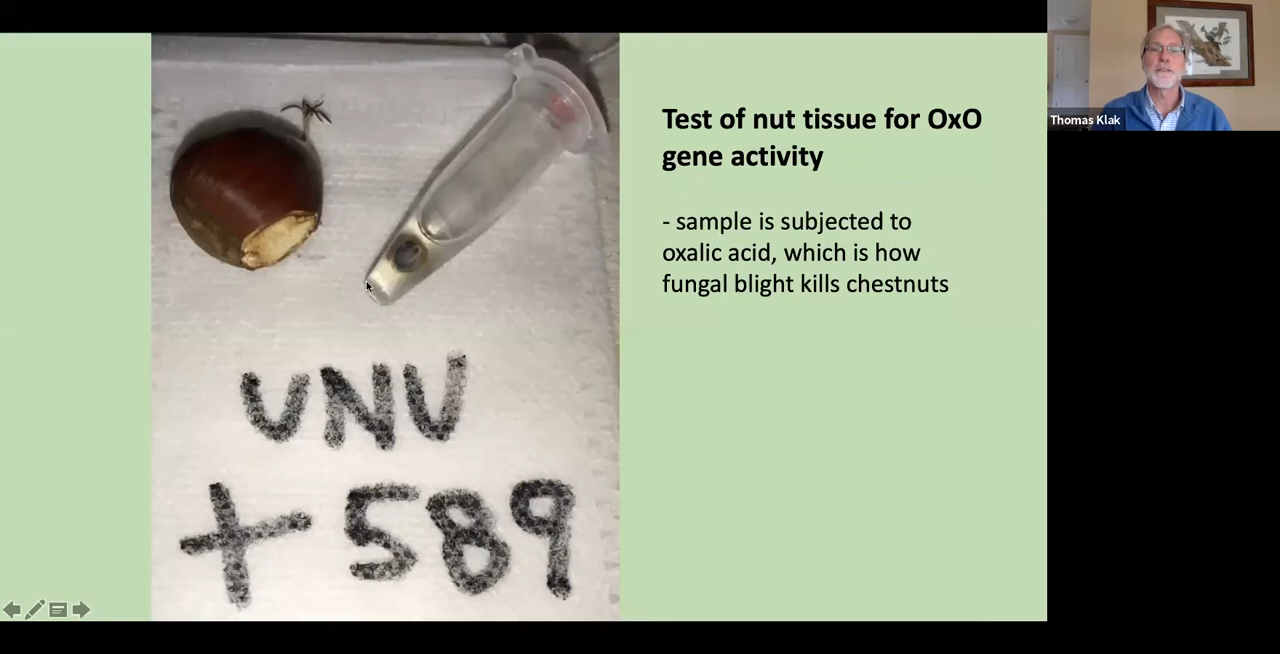 Test of nut tissue for OxO
gene activity
- sample is subjected to
oxalic acid, which is how
fungal blight kills chestnuts
UNU
+589
Thomas Klak